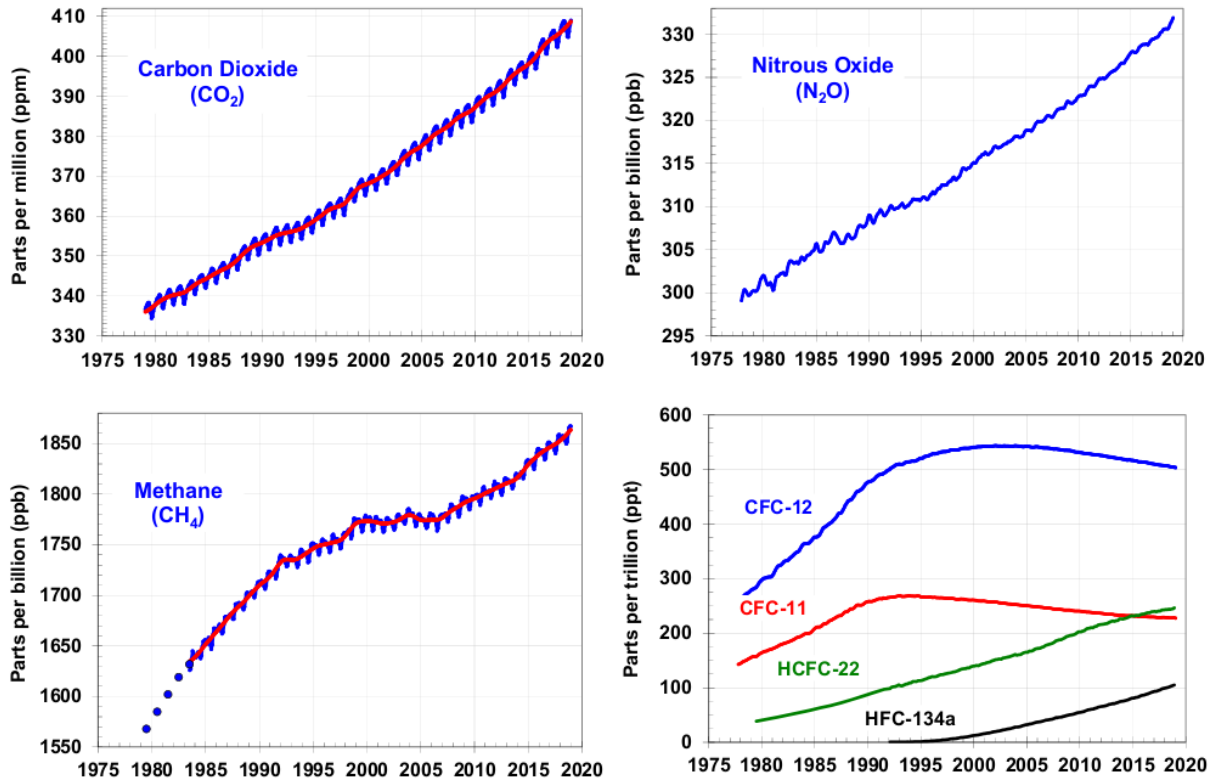 Parts per million (ppm)
410
400
390
380
370
360
350
340
330
Carbon Dioxide
(CO₂)
1975 1980 1985 1990 1995 2000 2005 2010 2015 2020
Parts per billion (ppb)
330
325
320
315
310
305
300
295
Nitrous Oxide
(N₂O)
1975 1980 1985 1990 1995 2000 2005 2010 2015 2020
Parts per billion (ppb)
1850
1800
1750
1700
1650
1600
1550
Methane
(CH₄)
1975 1980 1985 1990 1995 2000 2005 2010 2015 2020
Parts per trillion (ppt)
600
500
400
300
200
100
0
CFC-12
CFC-11
HCFC-22
HFC-134a
1975 1980 1985 1990 1995 2000 2005 2010 2015 2020